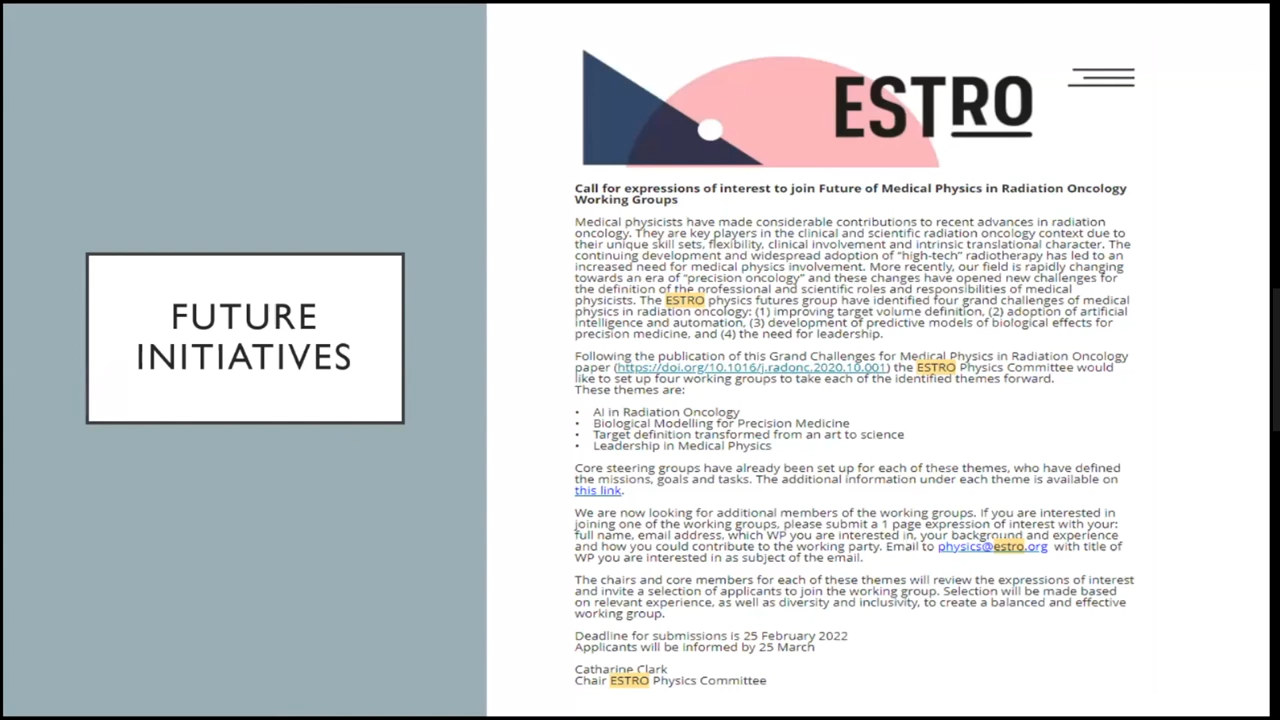 FUTURE
INITIATIVES
ESTRO
Call for expressions of interest to join Future of Medical Physics in Radiation Oncology
Working Groups
Medical physicists have made considerable contributions to recent advances in radiation
oncology. They are key players in the clinical and scientific radiation oncology context due to
their unique skill sets, flexibility, clinical involvement and intrinsic translational character. The
continuing development and widespread adoption of "high-tech" radiotherapy has led to an
increased need for medical physics involvement. More recently, our field is rapidly changing
towards an era of "precision oncology" and these changes have opened new challenges for
the definition of the professional and scientific roles and responsibilities of medical
physicists. The ESTRO physics futures group have identified four grand challenges of medical
physics in radiation oncology: (1) improving target volume definition, (2) adoption of artificial
intelligence and automation, (3) development of predictive models of biological effects for
precision medicine, and (4) the need for leadership.
Following the publication of this Grand Challenges for Medical Physics in Radiation Oncology
paper (https://doi.org/10.1016/j.radonc.2020.10.001) the ESTRO Physics Committee would
like to set up four working groups to take each of the identified themes forward.
These themes are:
• AI in Radiation Oncology
• Biological Modelling for Precision Medicine
• Target definition transformed from an art to science
• Leadership in Medical Physics
Core steering groups have already been set up for each of these themes, who have defined
the missions, goals and tasks. The additional information under each theme is available on
this link.
We are now looking for additional members of the working groups. If you are interested in
joining one of the working groups, please submit a 1 page expression of interest with your:
full name, email address, which WP you are interested in, your background and experience
and how you could contribute to the working party. Email to physics@estro.org with title of
WP you are interested in as subject of the email.
The chairs and core members for each of these themes will review the expressions of interest
and invite a selection of applicants to join the working group. Selection will be made based
on relevant experience, as well as diversity and inclusivity, to create a balanced and effective
working group.
Deadline for submissions is 25 February 2022
Applicants will be informed by 25 March
Catharine Clark
Chair ESTRO Physics Committee